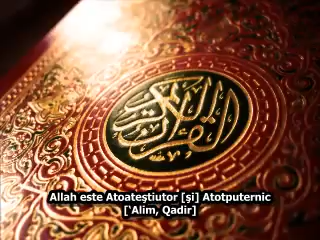 القرآن الكريم
Allah este Atoateştiutor [şi] Atotputernic
['Alim, Qadir]